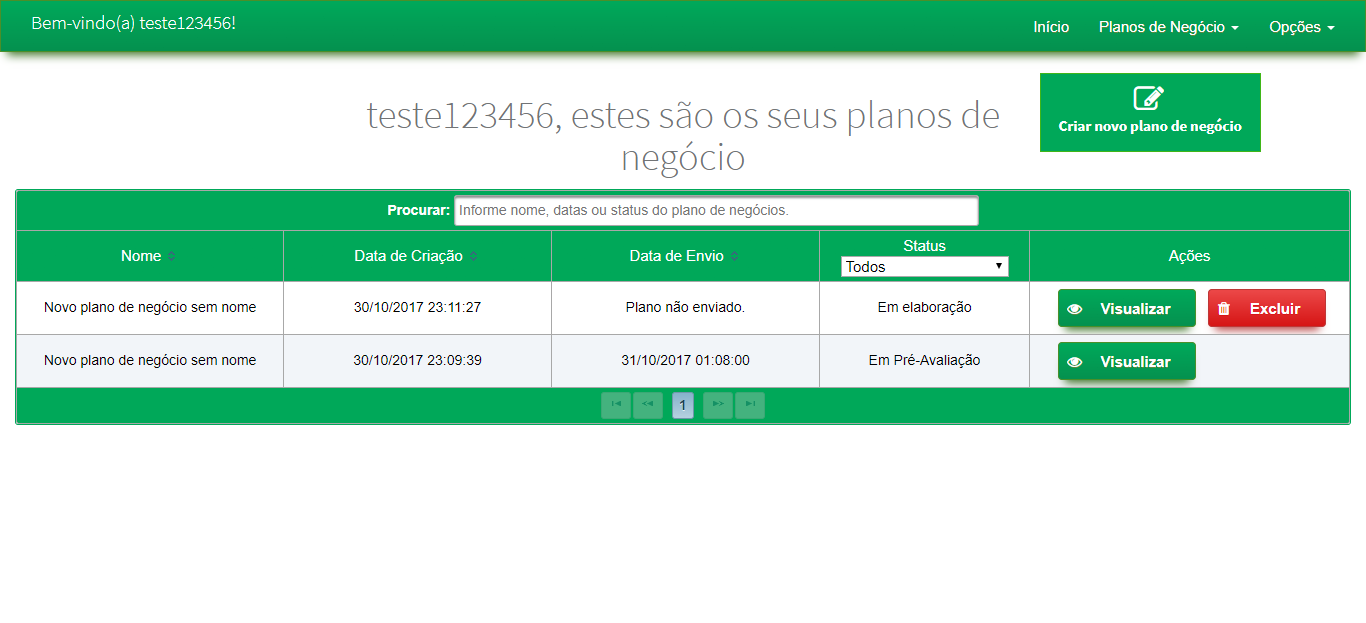 Bem-vindo(a) teste123456!
Início Planos de Negócio Opções
teste123456, estes são os seus planos de
negócio
Criar novo plano de negócio
Procurar: Informe nome, datas ou status do plano de negócios.
Nome Data de Criação Data de Envio Status Ações
Todos
Novo plano de negócio sem nome 30/10/2017 23:11:27 Plano não enviado. Em elaboração Visualizar Excluir
Novo plano de negócio sem nome 30/10/2017 23:09:39 31/10/2017 01:08:00 Em Pré-Avaliação Visualizar
1